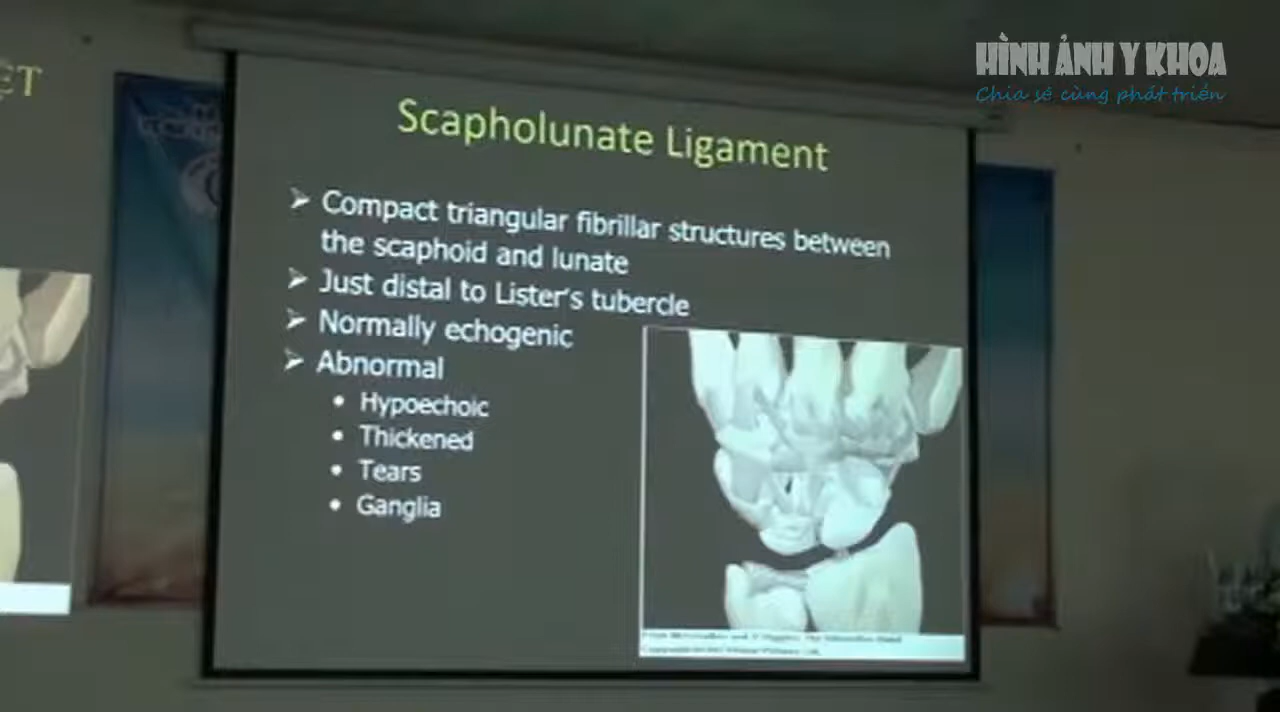 HÌNH ẢNH Y KHOA
Chia sẻ cùng phát triển
Scapholunate Ligament
Compact triangular fibrillar structures between
the scaphoid and lunate
Just distal to Lister's tubercle
Normally echogenic
Abnormal
• Hypoechoic
• Thickened
• Tears
• Ganglia